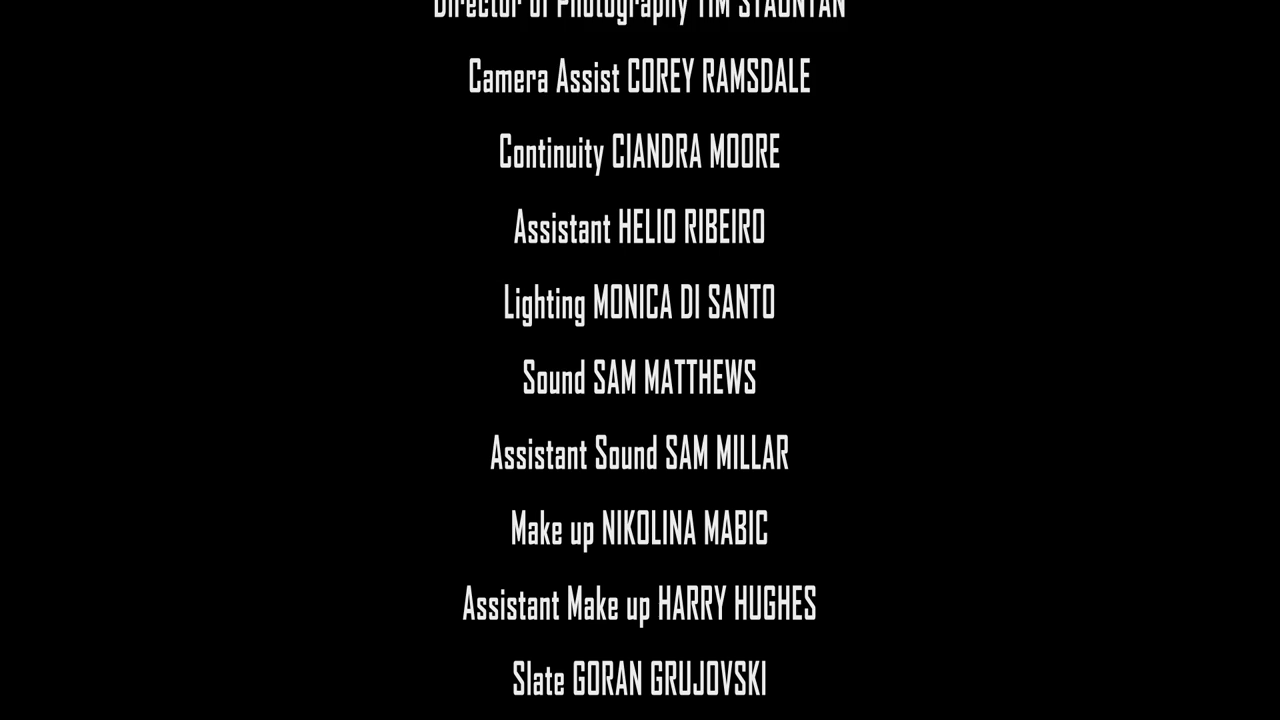 Director of Photography TIM STAUNTAN
Camera Assist COREY RAMSDALE
Continuity CIANDRA MOORE
Assistant HELIO RIBEIRO
Lighting MONICA DI SANTO
Sound SAM MATTHEWS
Assistant Sound SAM MILLAR
Make up NIKOLINA MABIC
Assistant Make up HARRY HUGHES
Slate GORAN GRUJOVSKI